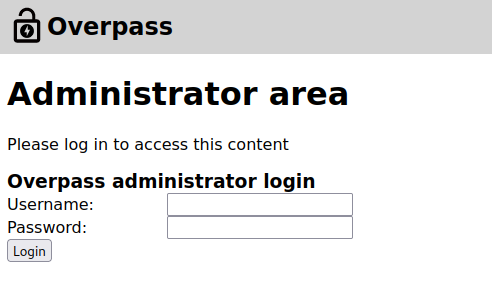 Overpass
Administrator area
Please log in to access this content
Overpass administrator login
Username:
Password:
Login